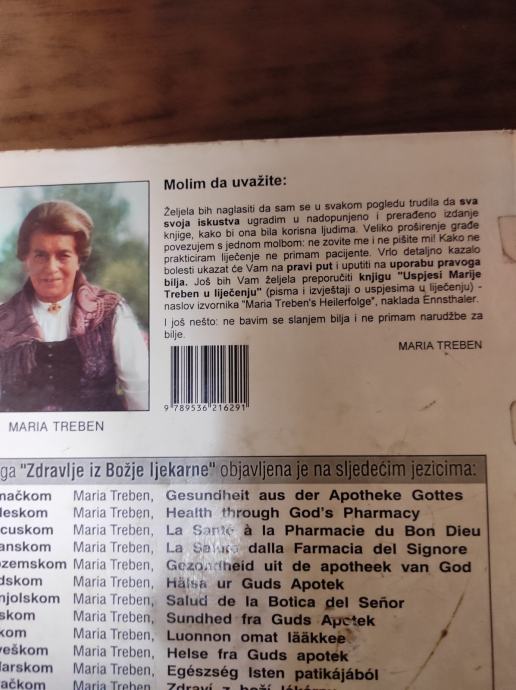 Molim da uvažite:
Željela bih naglasiti da sam se u svakom pogledu trudila da sva
svoja iskustva ugradim u nadopunjeno i prerađeno izdanje
knjige, kako bi ona bila korisna ljudima. Veliko proširenje građe
povezujem s jednom molbom: ne zovite me i ne pišite mi! Kako ne
prakticiram liječenje ne primam pacijente. Vrlo detaljno kazalo
bolesti ukazat će Vam na pravi put i uputiti na uporabu pravoga
bilja. Još bih Vam željela preporučiti knjigu "Uspjesi Marije
Treben u liječenju" (pisma i izvještaji o uspjesima u liječenju) -
naslov izvornika "Maria Treben's Heilerfolge", naklada Ennsthaler.
I još nešto: ne bavim se slanjem bilja i ne primam narudžbe za
bilje.
MARIA TREBEN
9 789536 216291
MARIA TREBEN
ga "Zdravlje iz Božje ljekarne" objavljena je na sljedećim jezicima:
mačkom Maria Treben, Gesundheit aus der Apotheke Gottes
leskom Maria Treben, Health through God's Pharmacy
cuskom Maria Treben, La Santé à la Pharmacie du Bon Dieu
anskom Maria Treben, La Salute dalla Farmacia del Signore
ozemskom Maria Treben, Gezondheid uit de apotheek van God
dskom Maria Treben, Hälsa ur Guds Apotek
njolskom Maria Treben, Salud de la Botica del Señor
skom Maria Treben, Sundhed fra Guds Apotek
kom Maria Treben, Luonnon omat lääkkee
veškom Maria Treben, Helse fra Guds apotek
đarskom Maria Treben, Egészség Isten patikájából
ačkom Maria Treben, Zdraví z boží lékárny